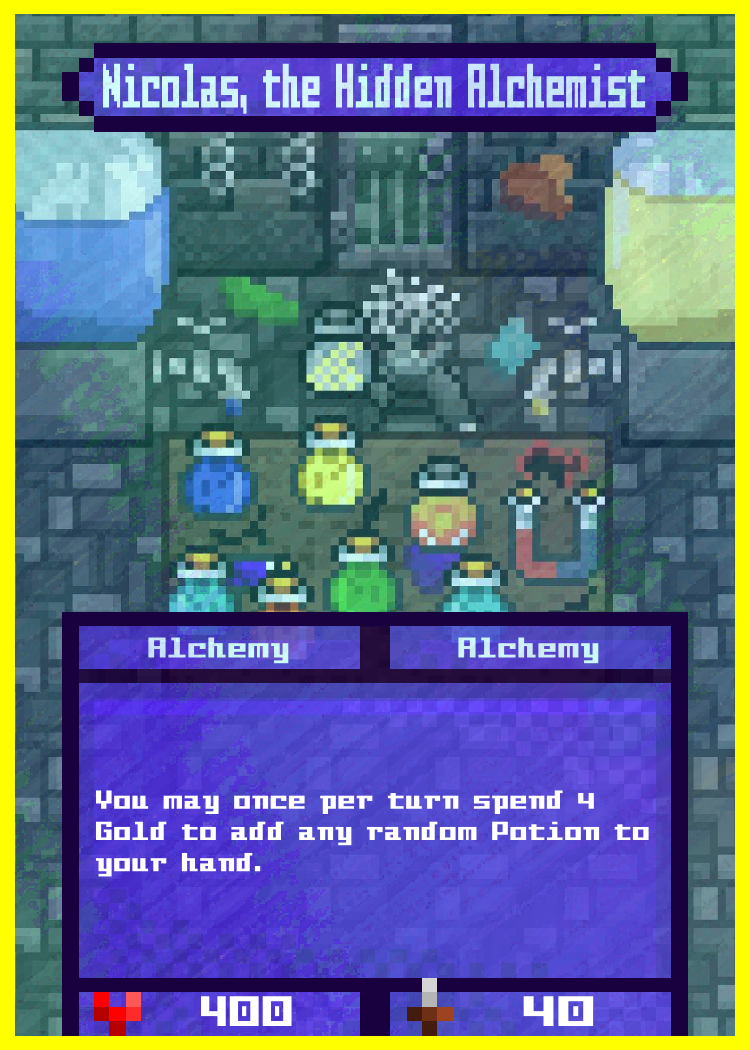 Nicolas, the Hidden Alchemist
Alchemy Alchemy
You may once per turn spend 4
Gold to add any random Potion to
your hand.
400 40